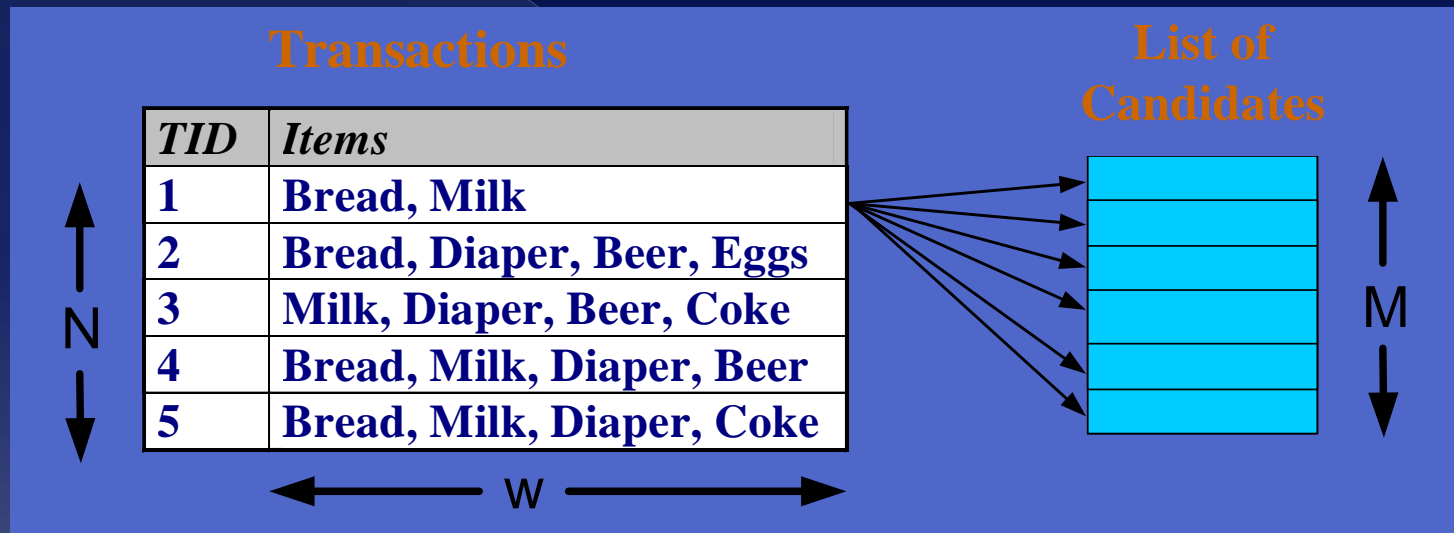 Transactions
List of
Candidates
TID Items
1 Bread, Milk
2 Bread, Diaper, Beer, Eggs
3 Milk, Diaper, Beer, Coke
4 Bread, Milk, Diaper, Beer
5 Bread, Milk, Diaper, Coke
N
M
w